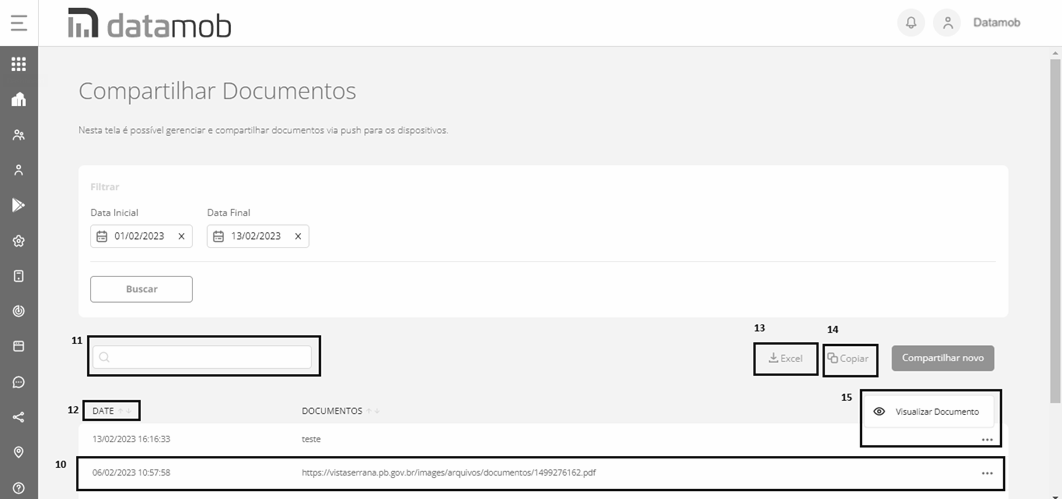 datamob
Datamob
Compartilhar Documentos
Nesta tela é possível gerenciar e compartilhar documentos via push para os dispositivos.
Filtrar
Data Inicial Data Final
01/02/2023 X 13/02/2023 X
Buscar
11 13 14
Excel Copiar Compartilhar novo
15
12 DATE DOCUMENTOS Visualizar Documento
13/02/2023 16:16:33 teste ...
10
06/02/2023 10:57:58 https://vistaserrana.pb.gov.br/images/arquivos/documentos/1499276162.pdf ...